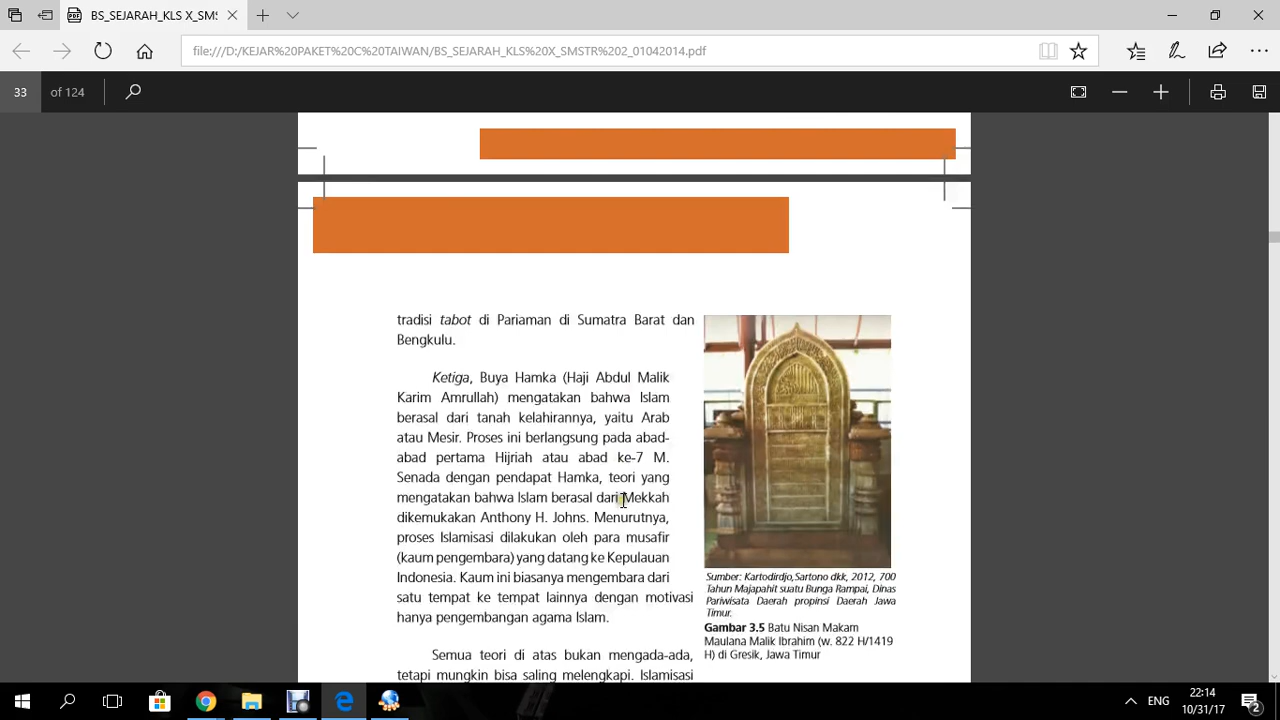 BS_SEJARAH_KLS X_SMS
file:///D:/KEJAR%20PAKET%20C%20TAIWAN/BS_SEJARAH_KLS%20X_SMSTR%202_01042014.pdf
33 of 124
tradisi tabot di Pariaman di Sumatra Barat dan
Bengkulu.
Ketiga, Buya Hamka (Haji Abdul Malik
Karim Amrullah) mengatakan bahwa Islam
berasal dari tanah kelahirannya, yaitu Arab
atau Mesir. Proses ini berlangsung pada abad-
abad pertama Hijriah atau abad ke-7 M.
Senada dengan pendapat Hamka, teori yang
mengatakan bahwa Islam berasal dari Mekkah
dikemukakan Anthony H. Johns. Menurutnya,
proses Islamisasi dilakukan oleh para musafir
(kaum pengembara) yang datang ke Kepulauan
Indonesia. Kaum ini biasanya mengembara dari
satu tempat ke tempat lainnya dengan motivasi
hanya pengembangan agama Islam.
Semua teori di atas bukan mengada-ada,
tetapi mungkin bisa saling melengkapi. Islamisasi
Sumber: Kartodirdjo,Sartono dkk, 2012, 700
Tahun Majapahit suatu Bunga Rampai, Dinas
Pariwisata Daerah propinsi Daerah Jawa
Timur.
Gambar 3.5 Batu Nisan Makam
Maulana Malik Ibrahim (w. 822 H/1419
H) di Gresik, Jawa Timur
ENG
22:14
10/31/17
2